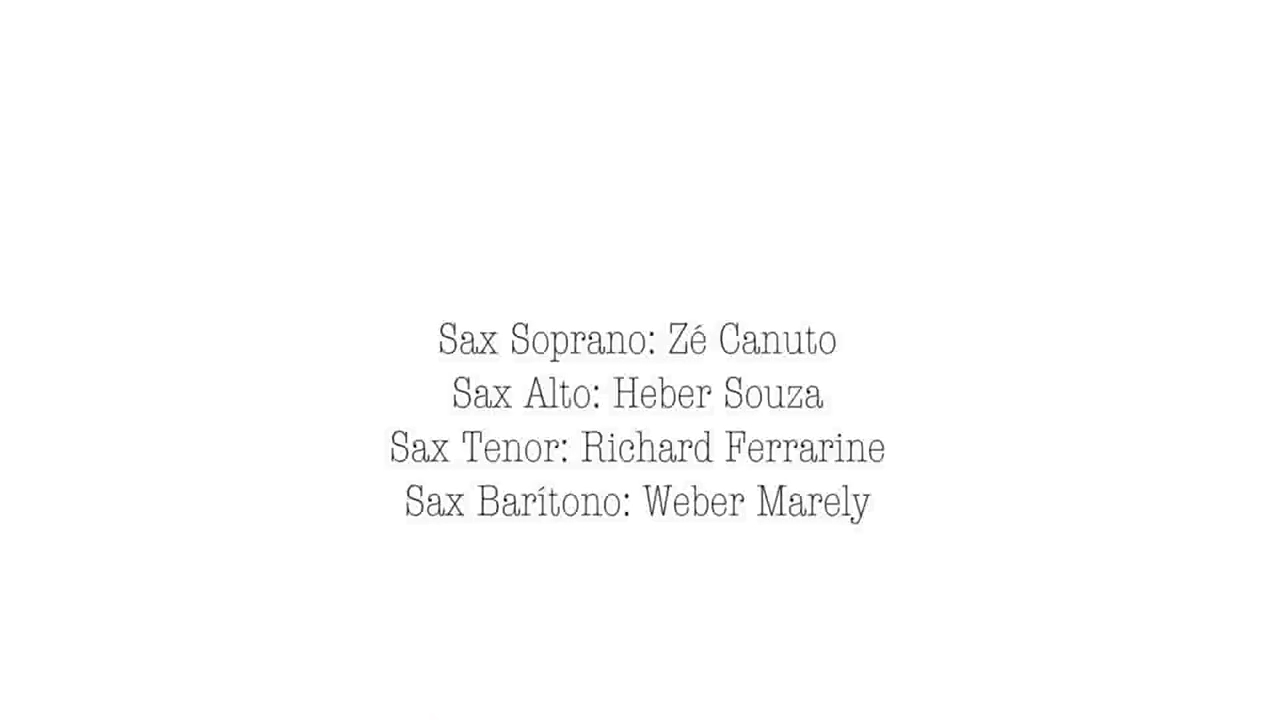 Sax Soprano: Zé Canuto
Sax Alto: Heber Souza
Sax Tenor: Richard Ferrarine
Sax Barítono: Weber Marely